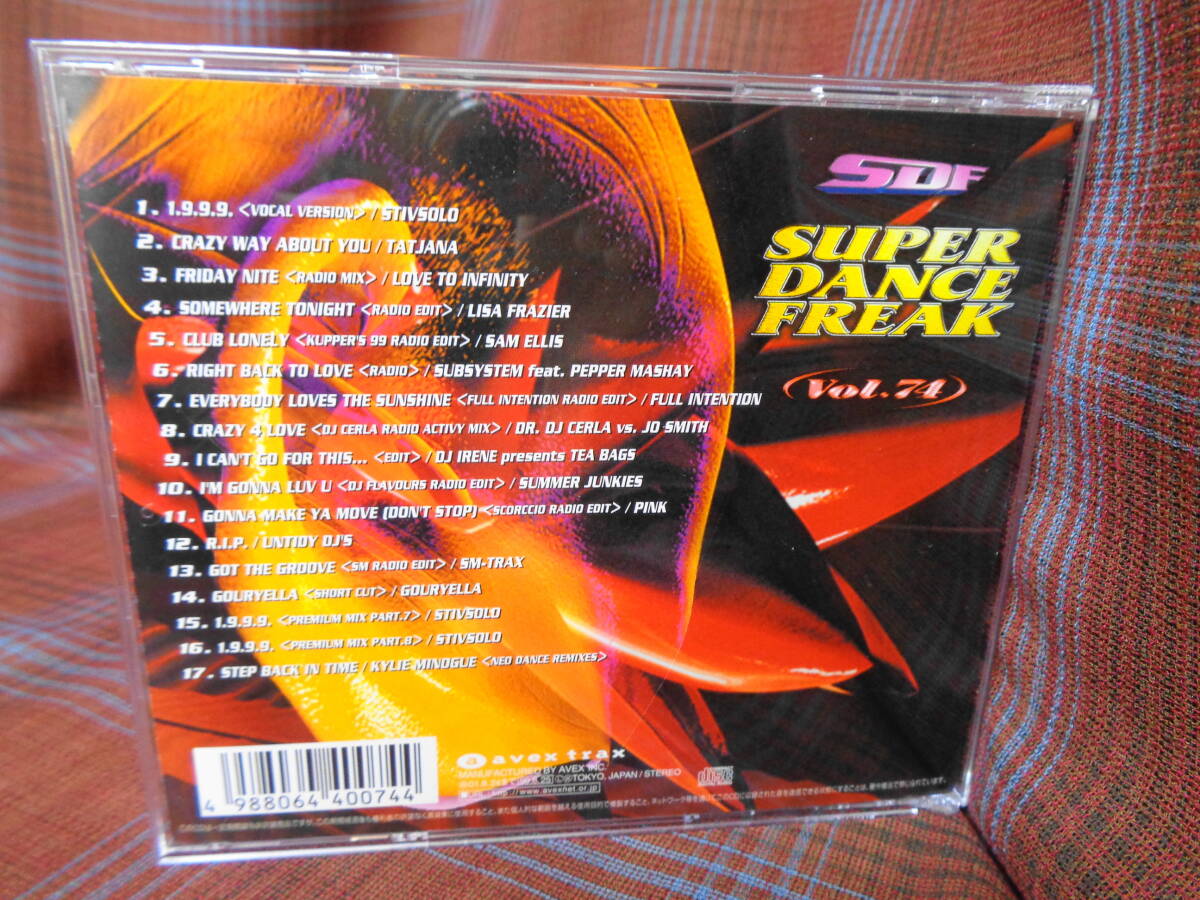 SDF
SUPER
DANCE
FREAK
Vol.74
1. 1.9.9.9. <VOCAL VERSION> / STIVSOLO
2. CRAZY WAY ABOUT YOU / TATJANA
3. FRIDAY NITE <RADIO MIX> / LOVE TO INFINITY
4. SOMEWHERE TONIGHT <RADIO EDIT> / LISA FRAZIER
5. CLUB LONELY <KUPPER'S 99 RADIO EDIT> / SAM ELLIS
6. RIGHT BACK TO LOVE <RADIO> / SUBSYSTEM feat. PEPPER MASHAY
7. EVERYBODY LOVES THE SUNSHINE <FULL INTENTION RADIO EDIT> / FULL INTENTION
8. CRAZY 4 LOVE <DJ CERLA RADIO ACTIVY MIX> / DR. DJ CERLA vs. JO SMITH
9. I CAN'T GO FOR THIS... <EDIT> / DJ IRENE presents TEA BAGS
10. I'M GONNA LUV U <DJ FLAVOURS RADIO EDIT> / SUMMER JUNKIES
11. GONNA MAKE YA MOVE (DON'T STOP) <SCORCCIO RADIO EDIT> / PINK
12. R.I.P. / UNTIDY DJ'S
13. GOT THE GROOVE <SM RADIO EDIT> / SM-TRAX
14. GOURYELLA <SHORT CUT> / GOURYELLA
15. 1.9.9.9. <PREMIUM MIX PART.7> / STIVSOLO
16. 1.9.9.9. <PREMIUM MIX PART.8> / STIVSOLO
17. STEP BACK IN TIME / KYLIE MINOGUE <NEO DANCE REMIXES>
a avex trax
MANUFACTURED BY AVEX INC.
TOKYO, JAPAN / STEREO
http://www.avexnet.or.jp
4 988064 400744